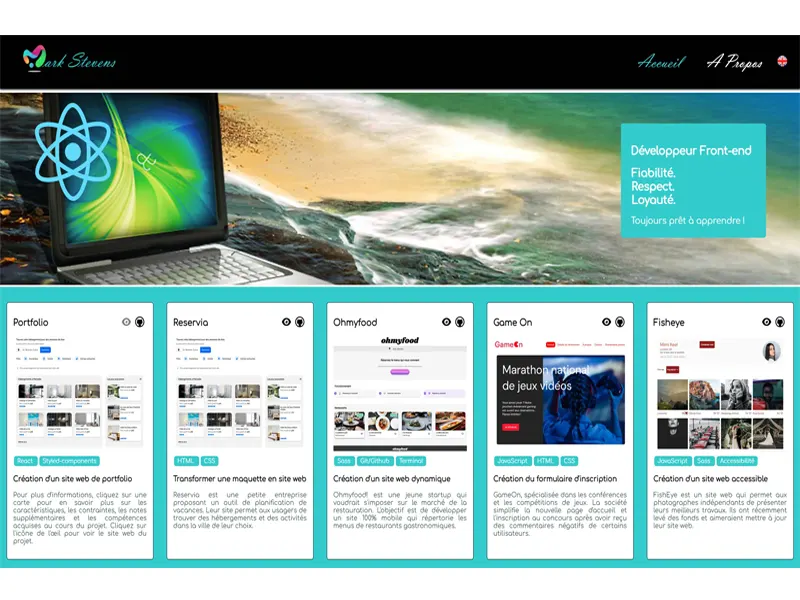 Mark Stevens
Accueil
A Propos
Développeur Front-end
Fiabilité.
Respect.
Loyauté.
Toujours prêt à apprendre !
Portfolio
React
Styled-components
Création d'un site web de portfolio
Pour plus d'informations, cliquez sur une
carte pour en savoir plus sur les
caractéristiques, les contraintes, les notes
supplémentaires et les compétences
acquises au cours du projet. Cliquez sur
l'icône de l'œil pour voir le site web du
projet.
Reservia
HTML
CSS
Transformer une maquette en site web
Reservia est une petite entreprise
proposant un outil de planification de
vacances. Leur site permet aux usagers de
trouver des hébergements et des activités
dans la ville de leur choix.
Ohmyfood
ohmyfood
Sass
Git/Github
Terminal
Création d'un site web dynamique
Ohmyfood! est une jeune startup qui
voudrait s'imposer sur le marché de la
restauration. L'objectif est de développer
un site 100% mobile qui répertorie les
menus de restaurants gastronomiques.
Game On
GameOn
Marathon national
de jeux vidéos
JavaScript
HTML
CSS
Création du formulaire d'inscription
GameOn, spécialisée dans les conférences
et les compétitions de jeux. La société
simplifie la nouvelle page d'accueil et
l'inscription au concours après avoir reçu
des commentaires négatifs de certains
utilisateurs.
Fisheye
Mimi Keel
JavaScript
Sass
Accessibilité
Création d'un site web accessible
FishEye est un site web qui permet aux
photographes indépendants de présenter
leurs meilleurs travaux. Ils ont récemment
levé des fonds et aimeraient mettre à jour
leur site web.